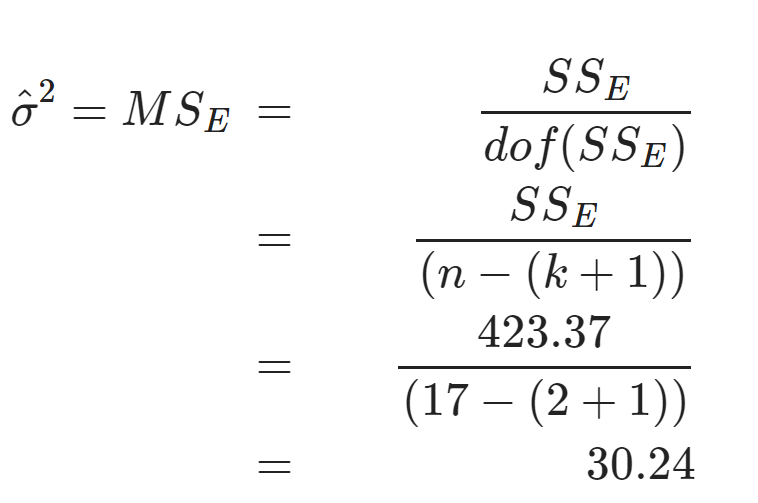 σ̂² = MS_E = SS_E / dof(SS_E)
= SS_E / (n − (k + 1))
= 423.37 / (17 − (2 + 1))
= 30.24